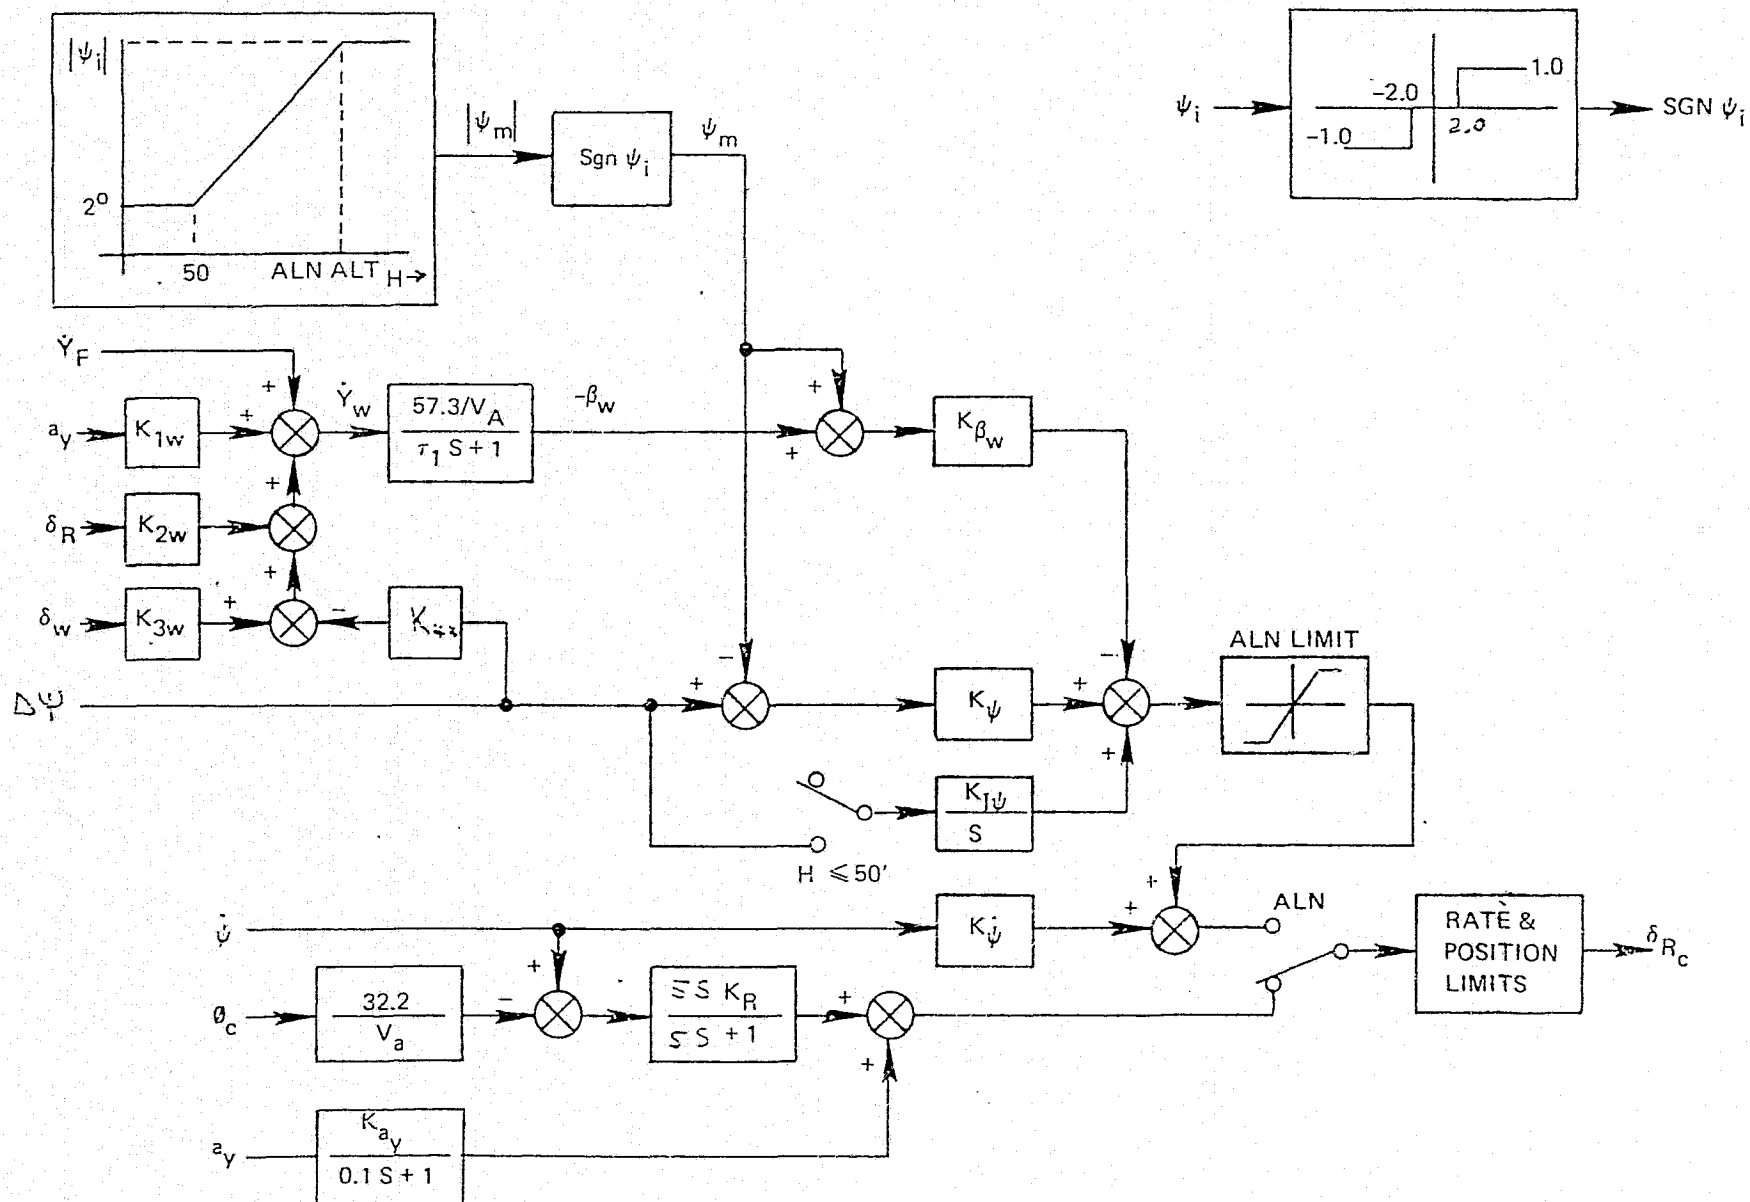 |ψi|
2°
50
ALN ALT H→
|ψm|
Sgn ψi
ψm
ψi
-2.0
1.0
-1.0
2.0
SGN ψi
ẎF
+
ay
K1w
+
ẎW
57.3/VA
τ1 S + 1
-βw
+
+
Kβw
+
δR
K2w
+
δw
K3w
+
-
Δψ
+
-
Kψ
+
-
+
ALN LIMIT
KIψ
S
H ≤ 50'
ψ̇
Kψ̇
+
+
ALN
RATE &
POSITION
LIMITS
δRc
Øc
32.2
Va
-
+
S KR
5 S + 1
+
+
ay
Kay
0.1 S + 1